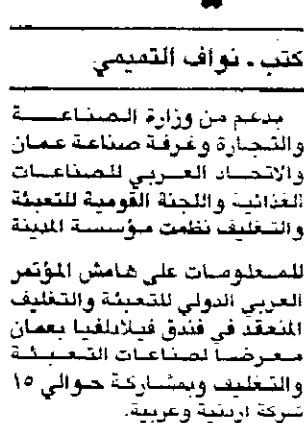 كتب ـ نواف التميمي
بدعم من وزارة الصناعة
والتجارة وغرفة صناعة عمان
والاتحاد العربي للصناعات
الغذائية واللجنة القومية للتعبئة
والتغليف نظمت مؤسسة المبينة
للمعلومات على هامش المؤتمر
العربي الدولي للتعبئة والتغليف
المنعقد في فندق فيلادلفيا بعمان
معرضا لصناعات التعبئة
والتغليف وبمشاركة حوالي ١٥
شركة اردنية وعربية.